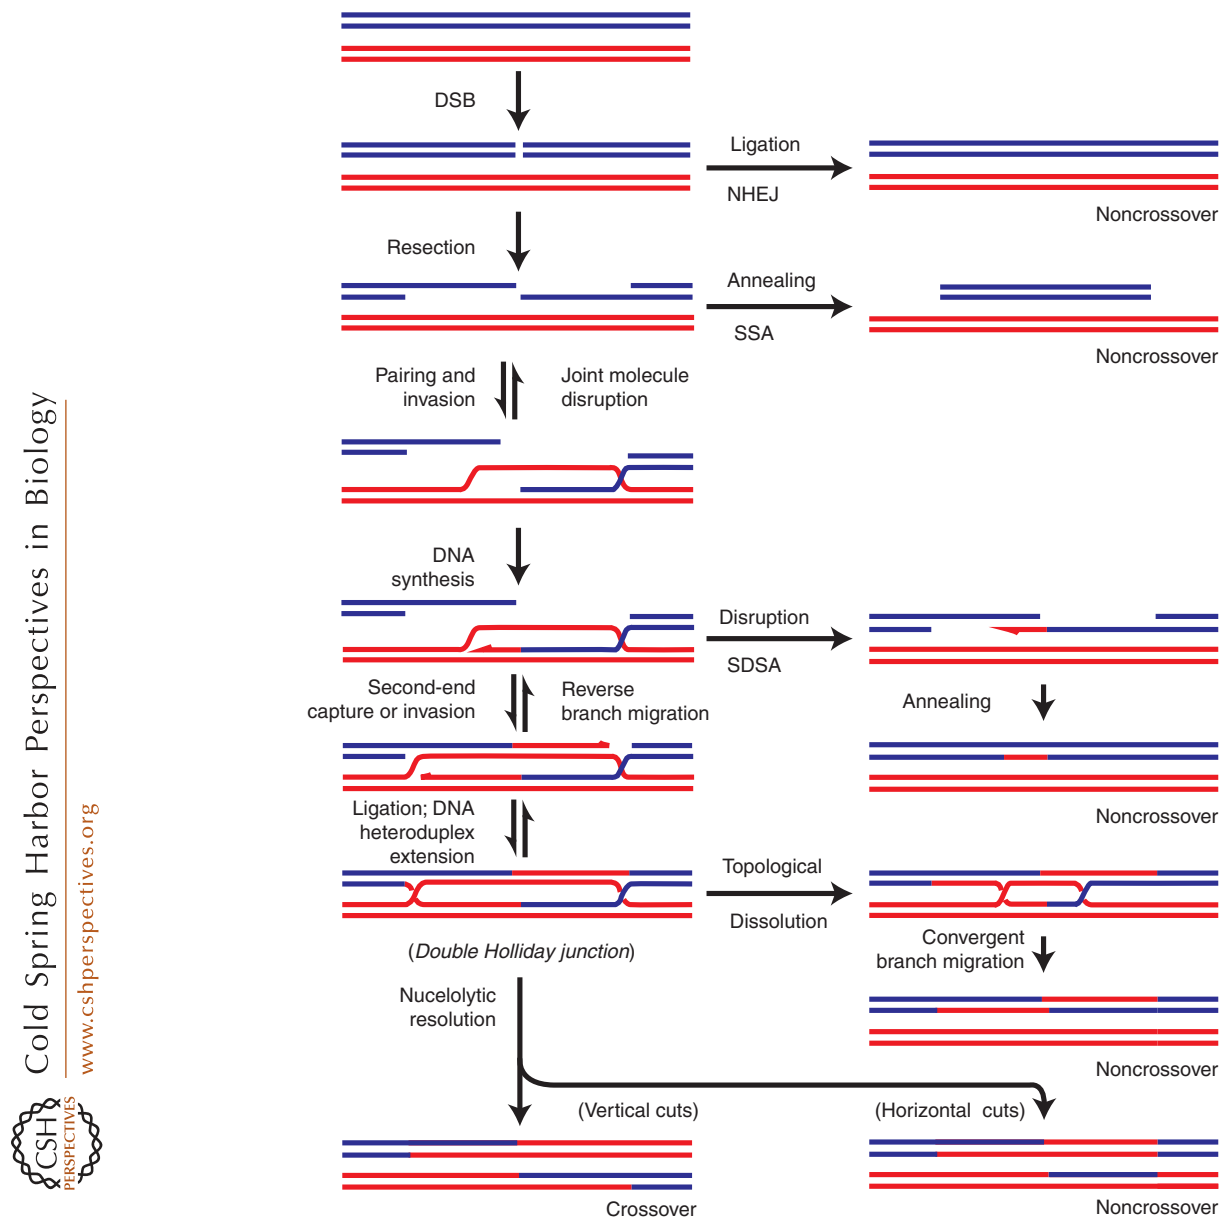 Cold Spring Harbor Perspectives in Biology
www.cshperspectives.org
CSH
PERSPECTIVES
DSB
Ligation
NHEJ
Noncrossover
Resection
Annealing
SSA
Noncrossover
Pairing and
invasion
Joint molecule
disruption
DNA
synthesis
Disruption
SDSA
Second-end
capture or invasion
Reverse
branch migration
Annealing
Noncrossover
Ligation; DNA
heteroduplex
extension
Topological
Dissolution
(Double Holliday junction)
Convergent
branch migration
Nucelolytic
resolution
Noncrossover
(Vertical cuts)
(Horizontal cuts)
Crossover
Noncrossover